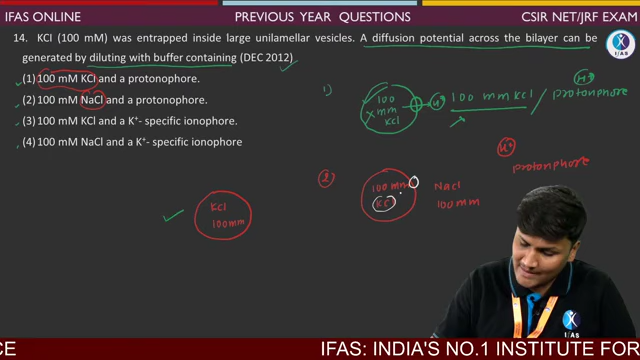 IFAS ONLINE PREVIOUS YEAR QUESTIONS CSIR NET/JRF EXAM
14. KCl (100 mM) was entrapped inside large unilamellar vesicles. A diffusion potential across the bilayer can be
generated by diluting with buffer containing (DEC 2012)
(1) 100 mM KCl and a protonophore.
(2) 100 mM NaCl and a protonophore.
(3) 100 mM KCl and a K⁺- specific ionophore.
(4) 100 mM NaCl and a K⁺- specific ionophore
IFAS
1) 100 mm KCl H⁺ 100 mm KCl / H⁺ protonphore
H⁺ protonphore
2) 100 mm KCl NaCl 100 mm
KCl 100mm
CE IFAS: INDIA'S NO.1 INSTITUTE FOR